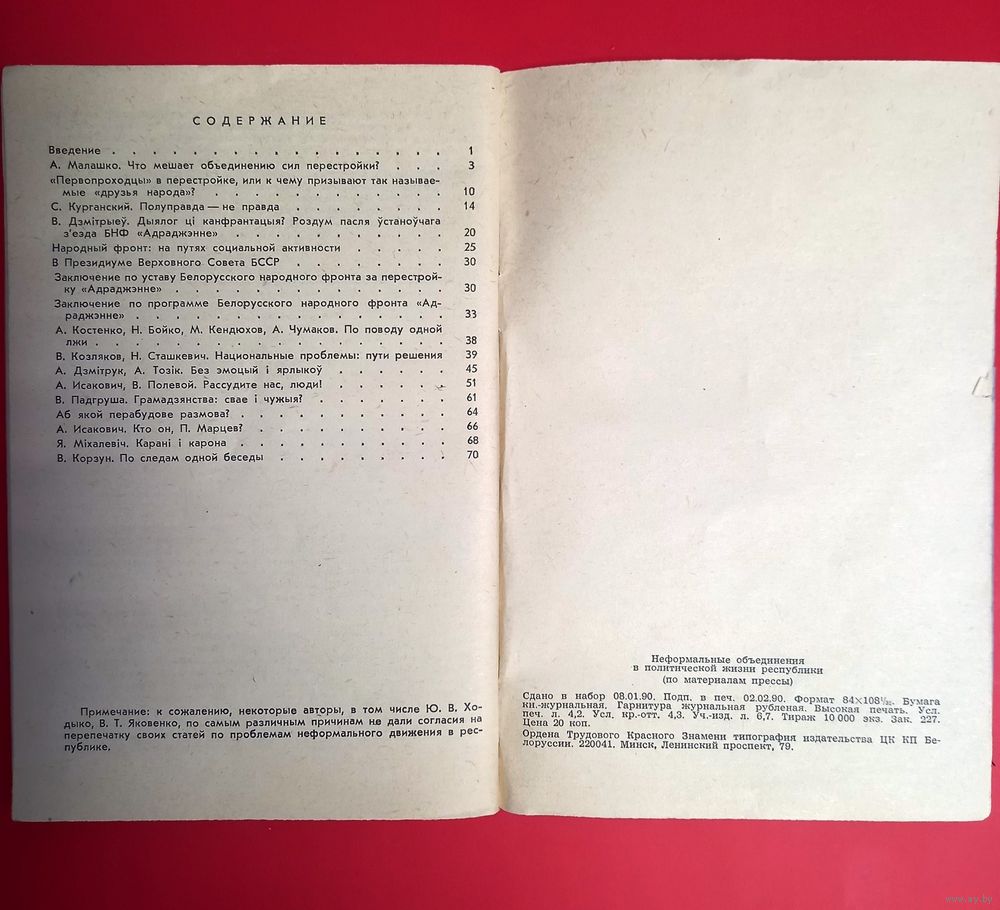 СОДЕРЖАНИЕ
Введение . . . . . . . . . . . . . . . . . 1
А. Малашко. Что мешает объединению сил перестройки? . . . 3
«Первопроходцы» в перестройке, или к чему призывают так называе-
мые «друзья народа»? . . . . . . . . . . . 10
С. Курганский. Полуправда — не правда . . . . . . . . 14
В. Дзмітрыеў. Дыялог ці канфрантацыя? Роздум пасля ўстаноўчага
з'езда БНФ «Адраджэнне» . . . . . . . . . . 20
Народный фронт: на путях социальной активности . . . . . 25
В Президиуме Верховного Совета БССР . . . . . . . . 30
Заключение по уставу Белорусского народного фронта за перестрой-
ку «Адраджэнне» . . . . . . . . . . . . . 30
Заключение по программе Белорусского народного фронта «Ад-
раджэнне» . . . . . . . . . . . . . . . 33
А. Костенко, Н. Бойко, М. Кендюхов, А. Чумаков. По поводу одной
лжи . . . . . . . . . . . . . . . . . 38
В. Козляков, Н. Сташкевич. Национальные проблемы: пути решения 39
А. Дзмітрук, А. Тозік. Без эмоцый і ярлыкоў . . . . . . 45
А. Исакович, В. Полевой. Рассудите нас, люди! . . . . . . 51
В. Падгруша. Грамадзянства: свае і чужыя? . . . . . . . 61
Аб якой перабудове размова? . . . . . . . . . . . 64
А. Исакович. Кто он, П. Марцев? . . . . . . . . . . 66
Я. Міхалевіч. Карані і карона . . . . . . . . . . 68
В. Корзун. По следам одной беседы . . . . . . . . . 70
Примечание: к сожалению, некоторые авторы, в том числе Ю. В. Хо-
дыко, В. Т. Яковенко, по самым различным причинам не дали согласия на
перепечатку своих статей по проблемам неформального движения в рес-
публике.
Неформальные объединения
в политической жизни республики
(по материалам прессы)
Сдано в набор 08.01.90. Подп. в печ. 02.02.90. Формат 84×108¹/₃₂. Бумага
кн.-журнальная. Гарнитура журнальная рубленая. Высокая печать. Усл.
печ. л. 4,2. Усл. кр.-отт. 4,3. Уч.-изд. л. 6,7. Тираж 10 000 экз. Зак. 227.
Цена 20 коп.
Ордена Трудового Красного Знамени типография издательства ЦК КП Бе-
лоруссии. 220041. Минск, Ленинский проспект, 79.
www.ay.by